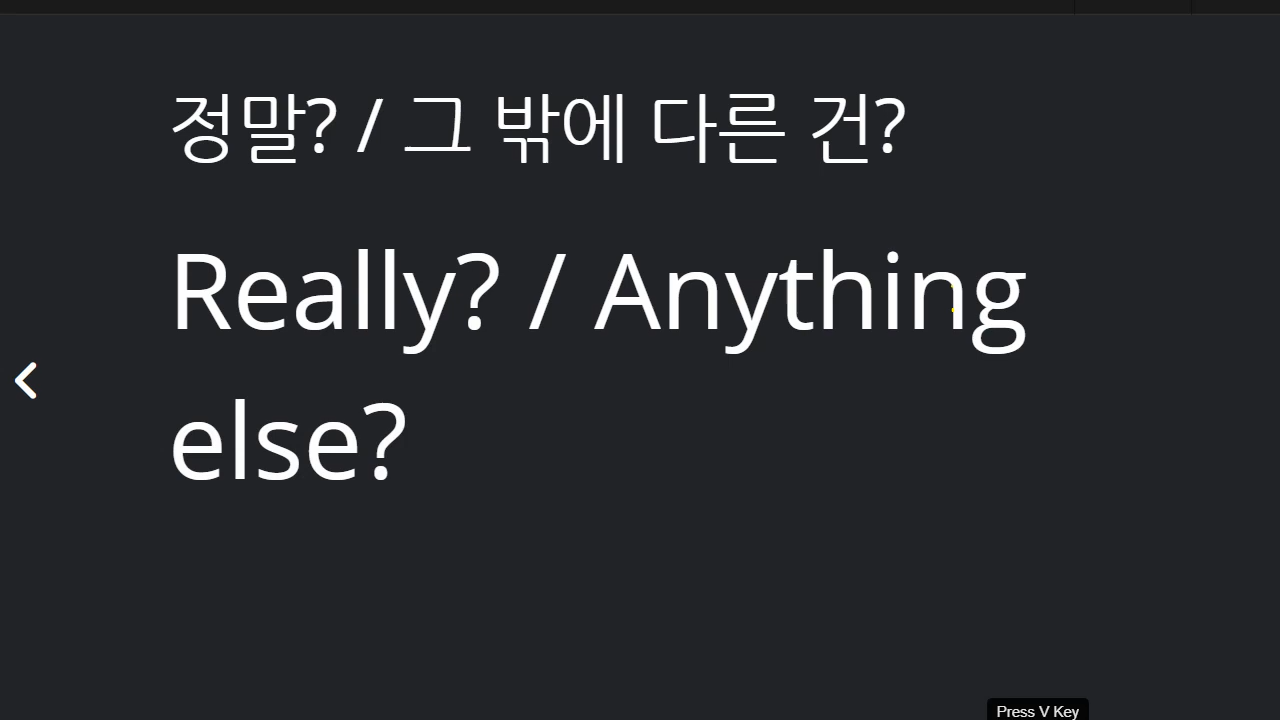 정말? / 그 밖에 다른 건?
Really? / Anything
else?
Press V Key